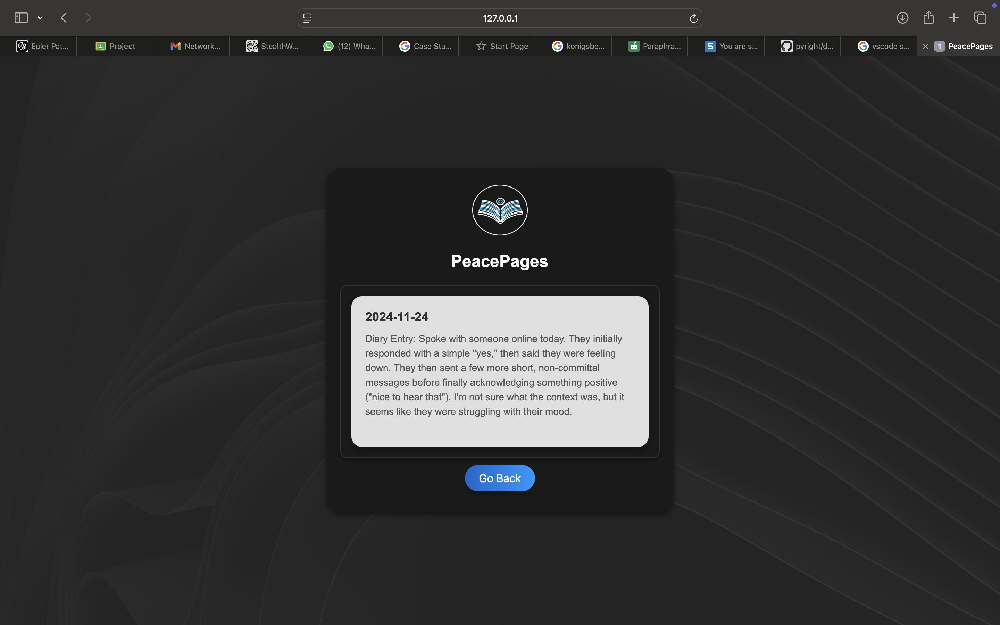 127.0.0.1
Euler Pat...
Project
Network...
StealthW...
(12) Wha...
Case Stu...
Start Page
konigsbe...
Paraphra...
S
You are s...
pyright/d...
vscode s...
1
PeacePages
PeacePages
2024-11-24
Diary Entry: Spoke with someone online today. They initially
responded with a simple "yes," then said they were feeling
down. They then sent a few more short, non-committal
messages before finally acknowledging something positive
("nice to hear that"). I'm not sure what the context was, but it
seems like they were struggling with their mood.
Go Back